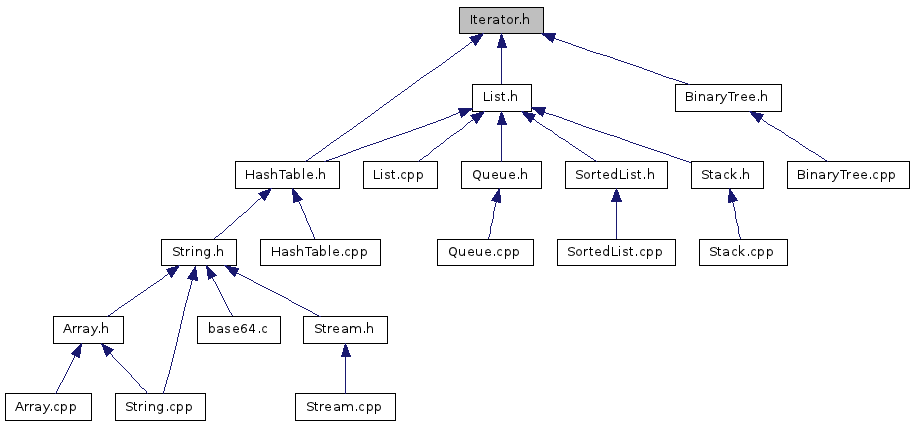 Iterator.h
List.h
BinaryTree.h
HashTable.h
List.cpp
Queue.h
SortedList.h
Stack.h
BinaryTree.cpp
String.h
HashTable.cpp
Queue.cpp
SortedList.cpp
Stack.cpp
Array.h
base64.c
Stream.h
Array.cpp
String.cpp
Stream.cpp